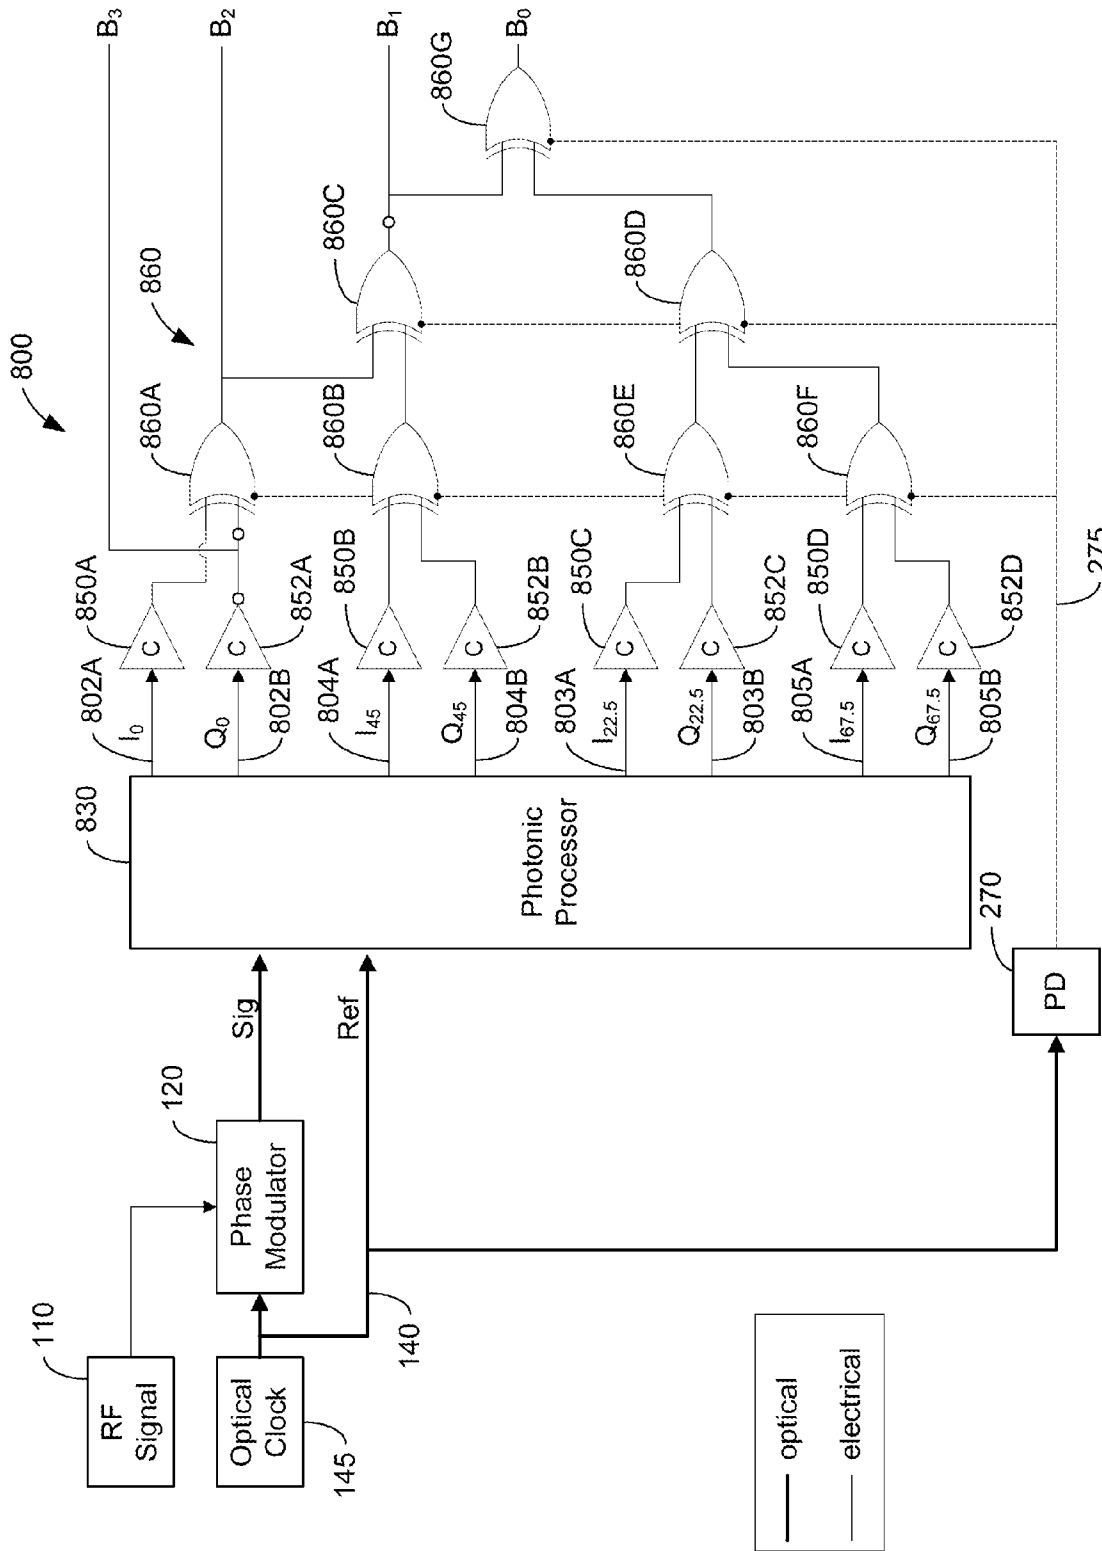 800
110
RF
Signal
Optical
Clock
145
140
120
Phase
Modulator
Sig
Ref
830
Photonic
Processor
270
PD
275
802A
I0
Q0
802B
804A
I45
Q45
804B
803A
I22.5
Q22.5
803B
805A
I67.5
Q67.5
805B
850A
C
C
852A
850B
C
C
852B
850C
C
C
852C
850D
C
C
852D
860
860A
860B
860E
860F
860C
860D
860G
B3
B2
B1
B0
optical
electrical